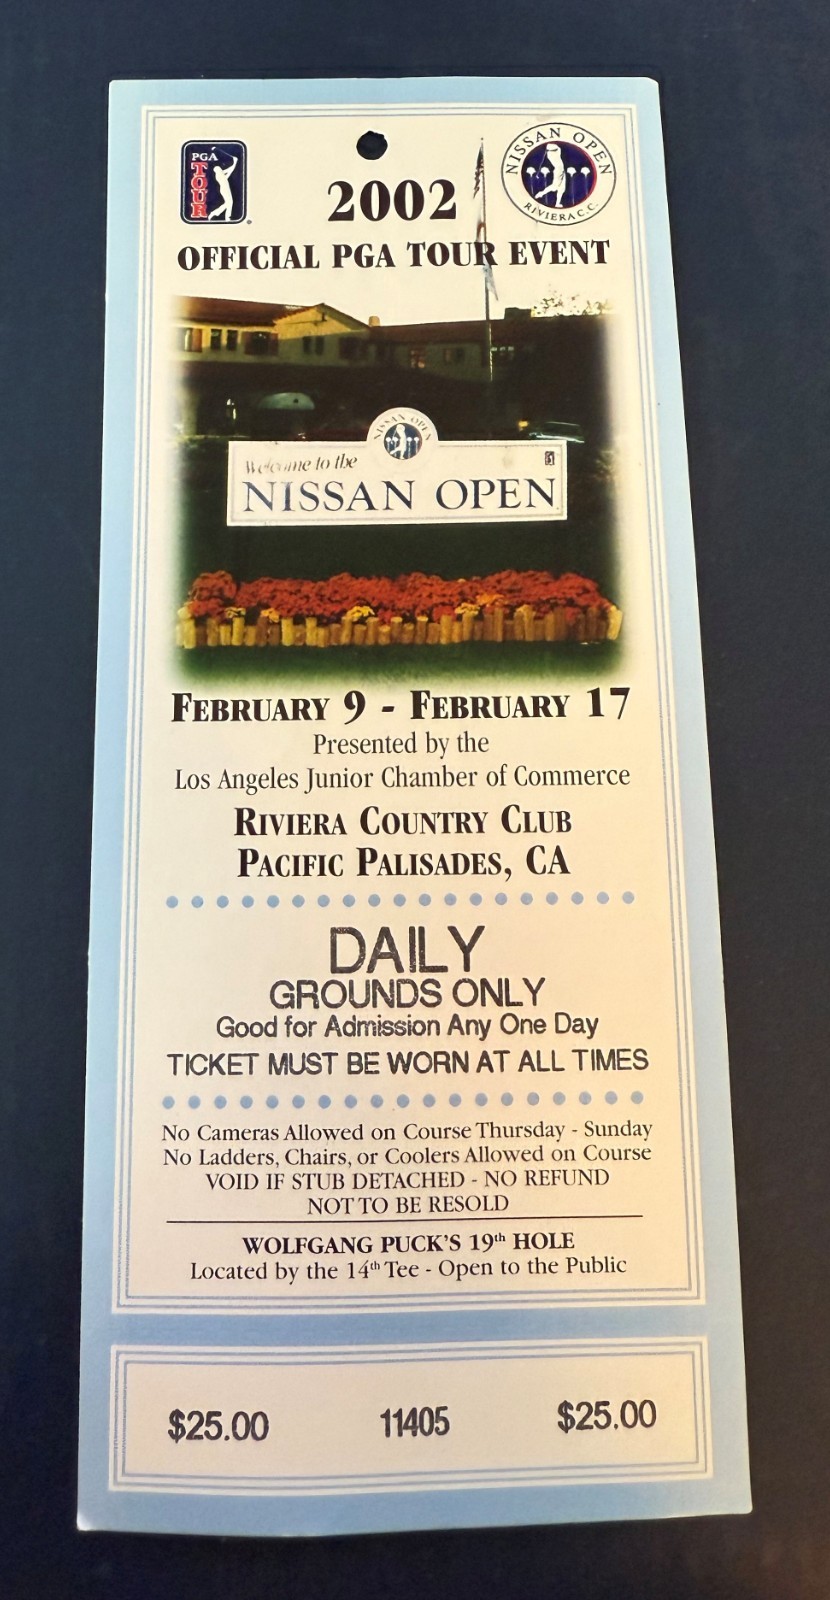 PGA
TOUR
NISSAN OPEN
RIVIERA C.C.
2002
OFFICIAL PGA TOUR EVENT
NISSAN OPEN
Welcome to the
NISSAN OPEN
FEBRUARY 9 - FEBRUARY 17
Presented by the
Los Angeles Junior Chamber of Commerce
RIVIERA COUNTRY CLUB
PACIFIC PALISADES, CA
DAILY
GROUNDS ONLY
Good for Admission Any One Day
TICKET MUST BE WORN AT ALL TIMES
No Cameras Allowed on Course Thursday - Sunday
No Ladders, Chairs, or Coolers Allowed on Course
VOID IF STUB DETACHED - NO REFUND
NOT TO BE RESOLD
WOLFGANG PUCK'S 19th HOLE
Located by the 14th Tee - Open to the Public
$25.00 11405 $25.00